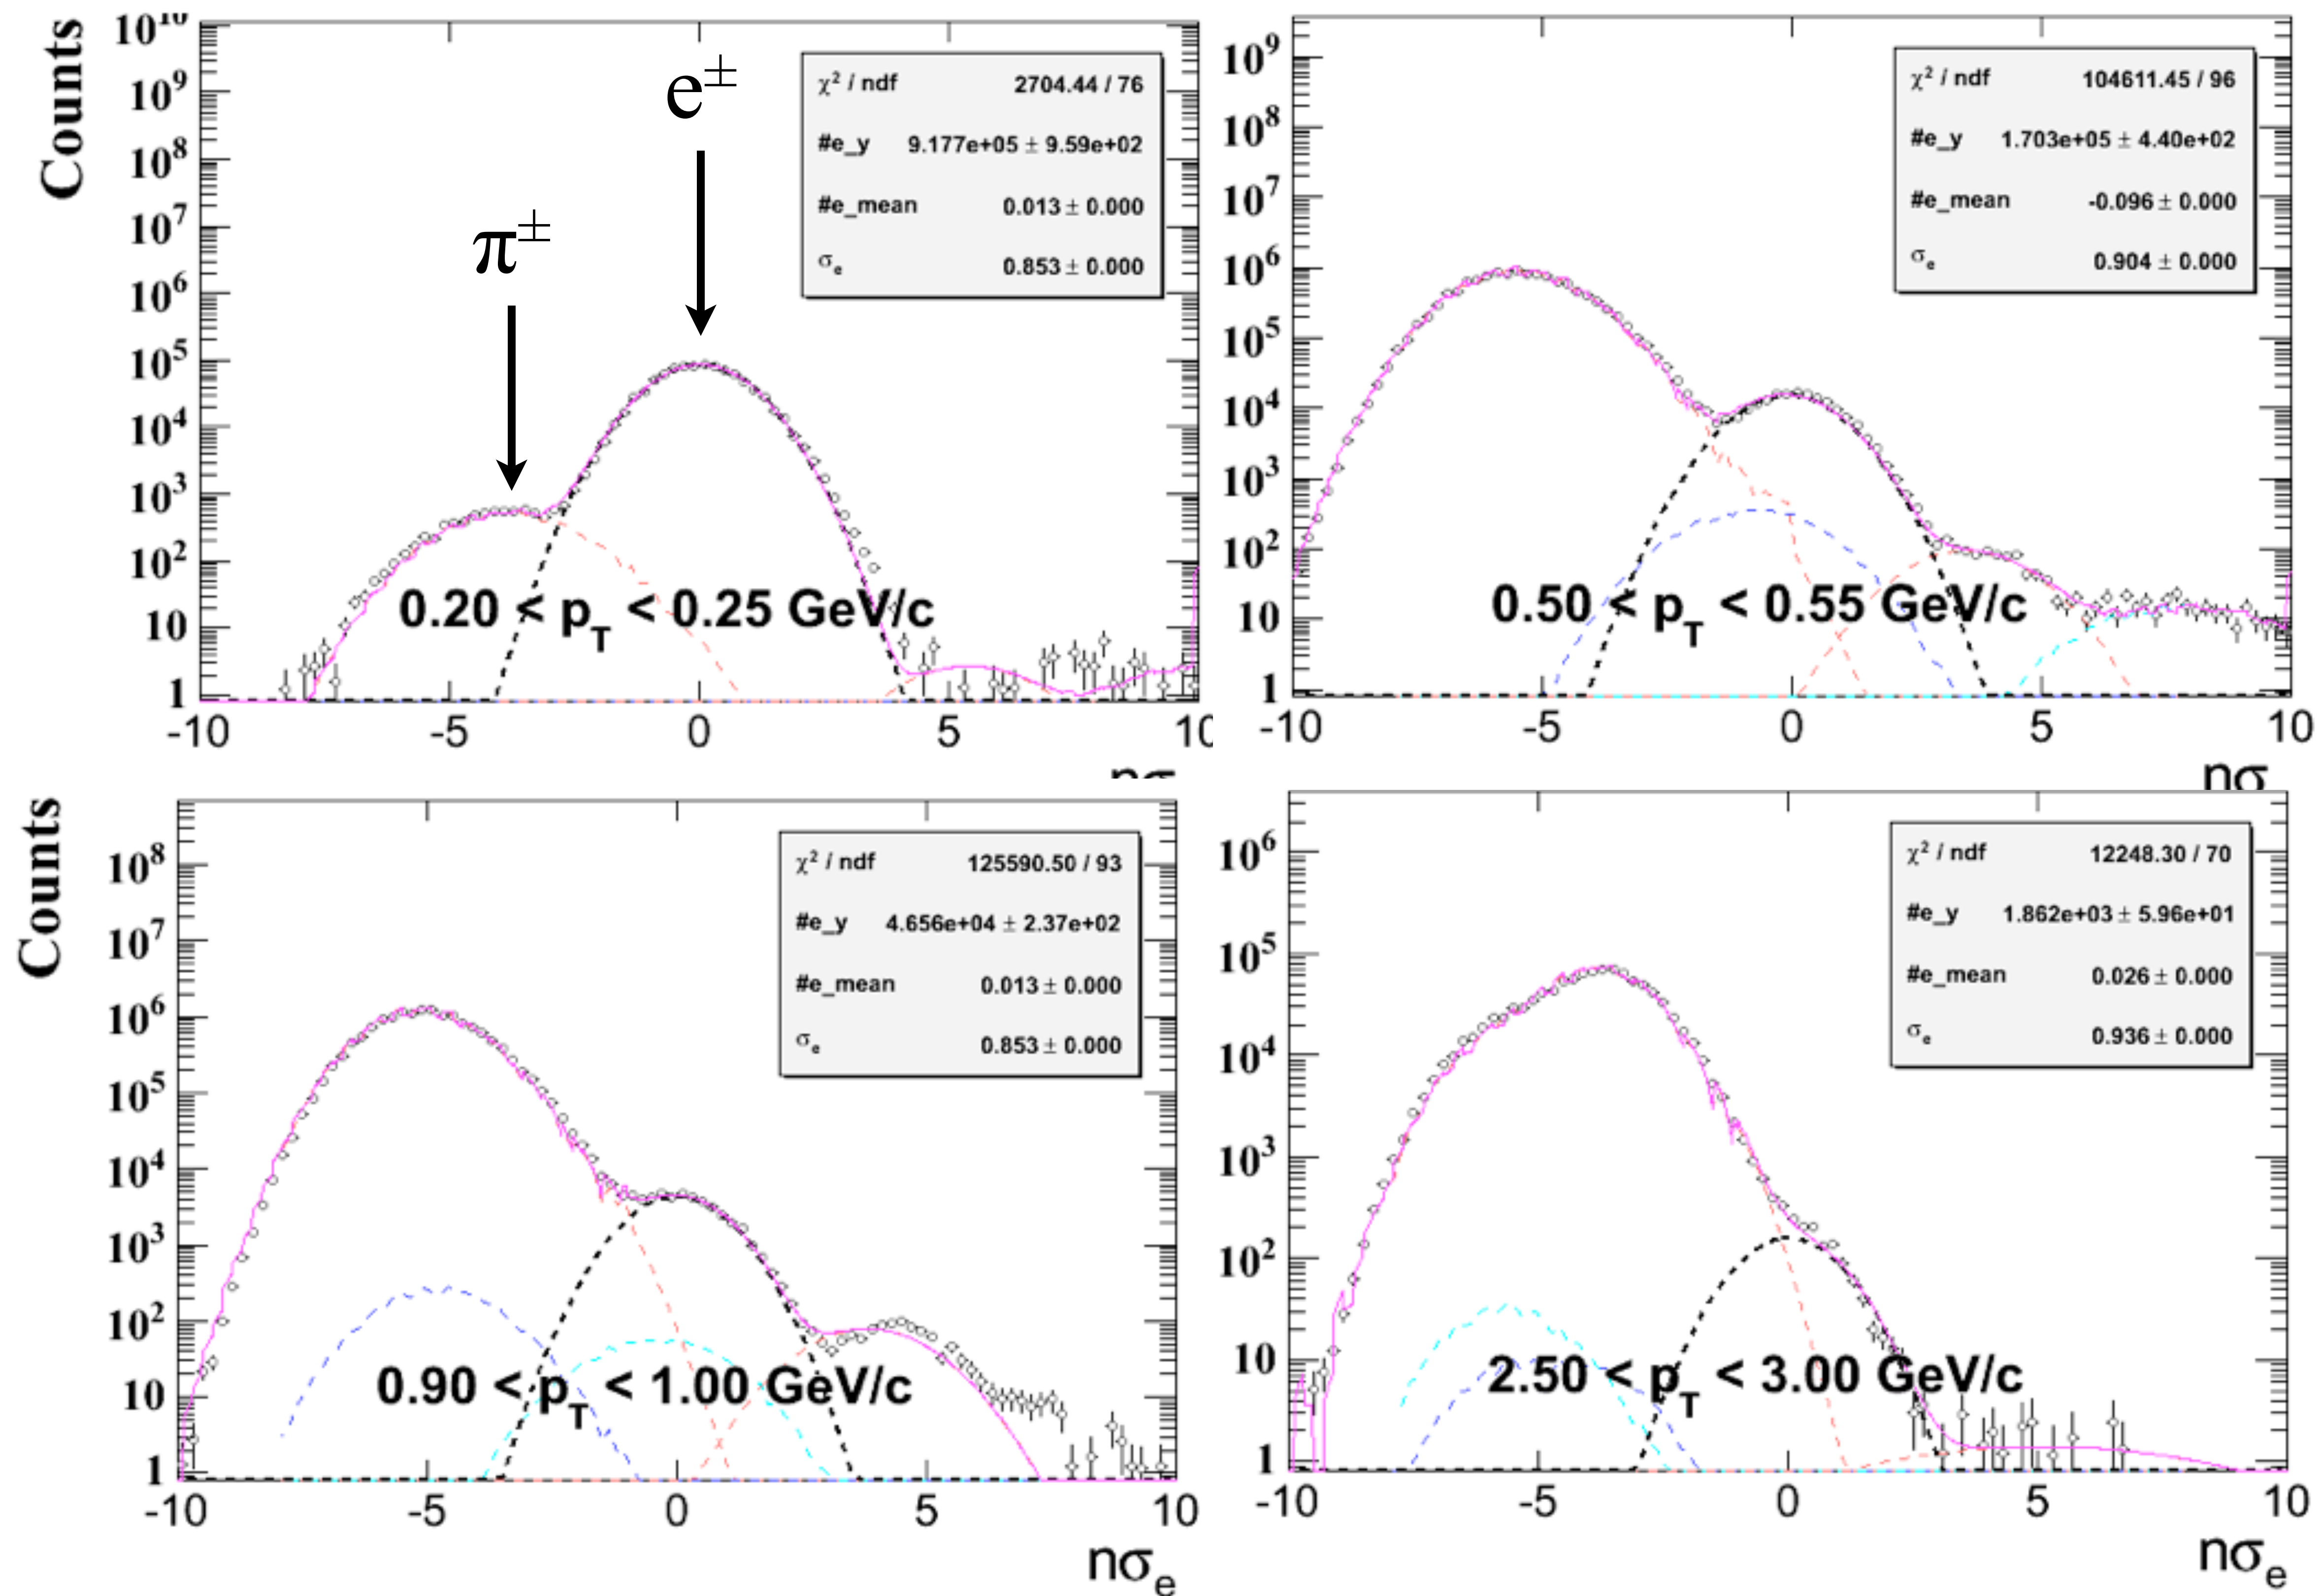 Counts
10^10
10^9
10^8
10^7
10^6
10^5
10^4
10^3
10^2
10
1
-10 -5 0 5 10
π± e±
χ² / ndf 2704.44 / 76
#e_y 9.177e+05 ± 9.59e+02
#e_mean 0.013 ± 0.000
σe 0.853 ± 0.000
0.20 < pT < 0.25 GeV/c
nσ
10^9
10^8
10^7
10^6
10^5
10^4
10^3
10^2
10
1
-10 -5 0 5 10
χ² / ndf 104611.45 / 96
#e_y 1.703e+05 ± 4.40e+02
#e_mean -0.096 ± 0.000
σe 0.904 ± 0.000
0.50 < pT < 0.55 GeV/c
nσ
Counts
10^8
10^7
10^6
10^5
10^4
10^3
10^2
10
1
-10 -5 0 5 10
χ² / ndf 125590.50 / 93
#e_y 4.656e+04 ± 2.37e+02
#e_mean 0.013 ± 0.000
σe 0.853 ± 0.000
0.90 < pT < 1.00 GeV/c
nσe
10^6
10^5
10^4
10^3
10^2
10
1
-10 -5 0 5 10
χ² / ndf 12248.30 / 70
#e_y 1.862e+03 ± 5.96e+01
#e_mean 0.026 ± 0.000
σe 0.936 ± 0.000
2.50 < pT < 3.00 GeV/c
nσe